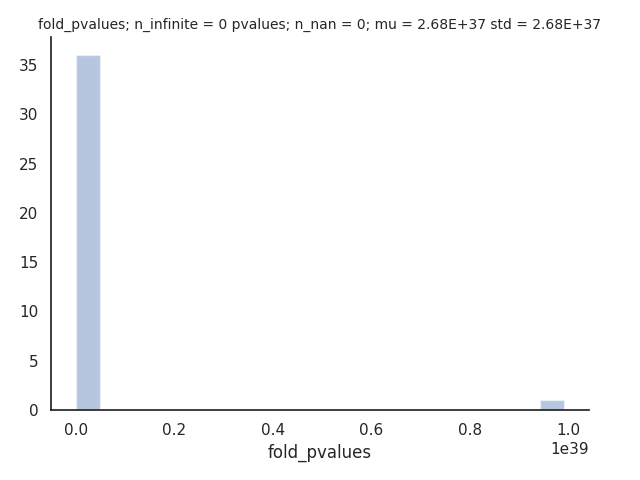 fold_pvalues; n_infinite = 0 pvalues; n_nan = 0; mu = 2.68E+37 std = 2.68E+37
35
30
25
20
15
10
5
0
0.0 0.2 0.4 0.6 0.8 1.0
1e39
fold_pvalues